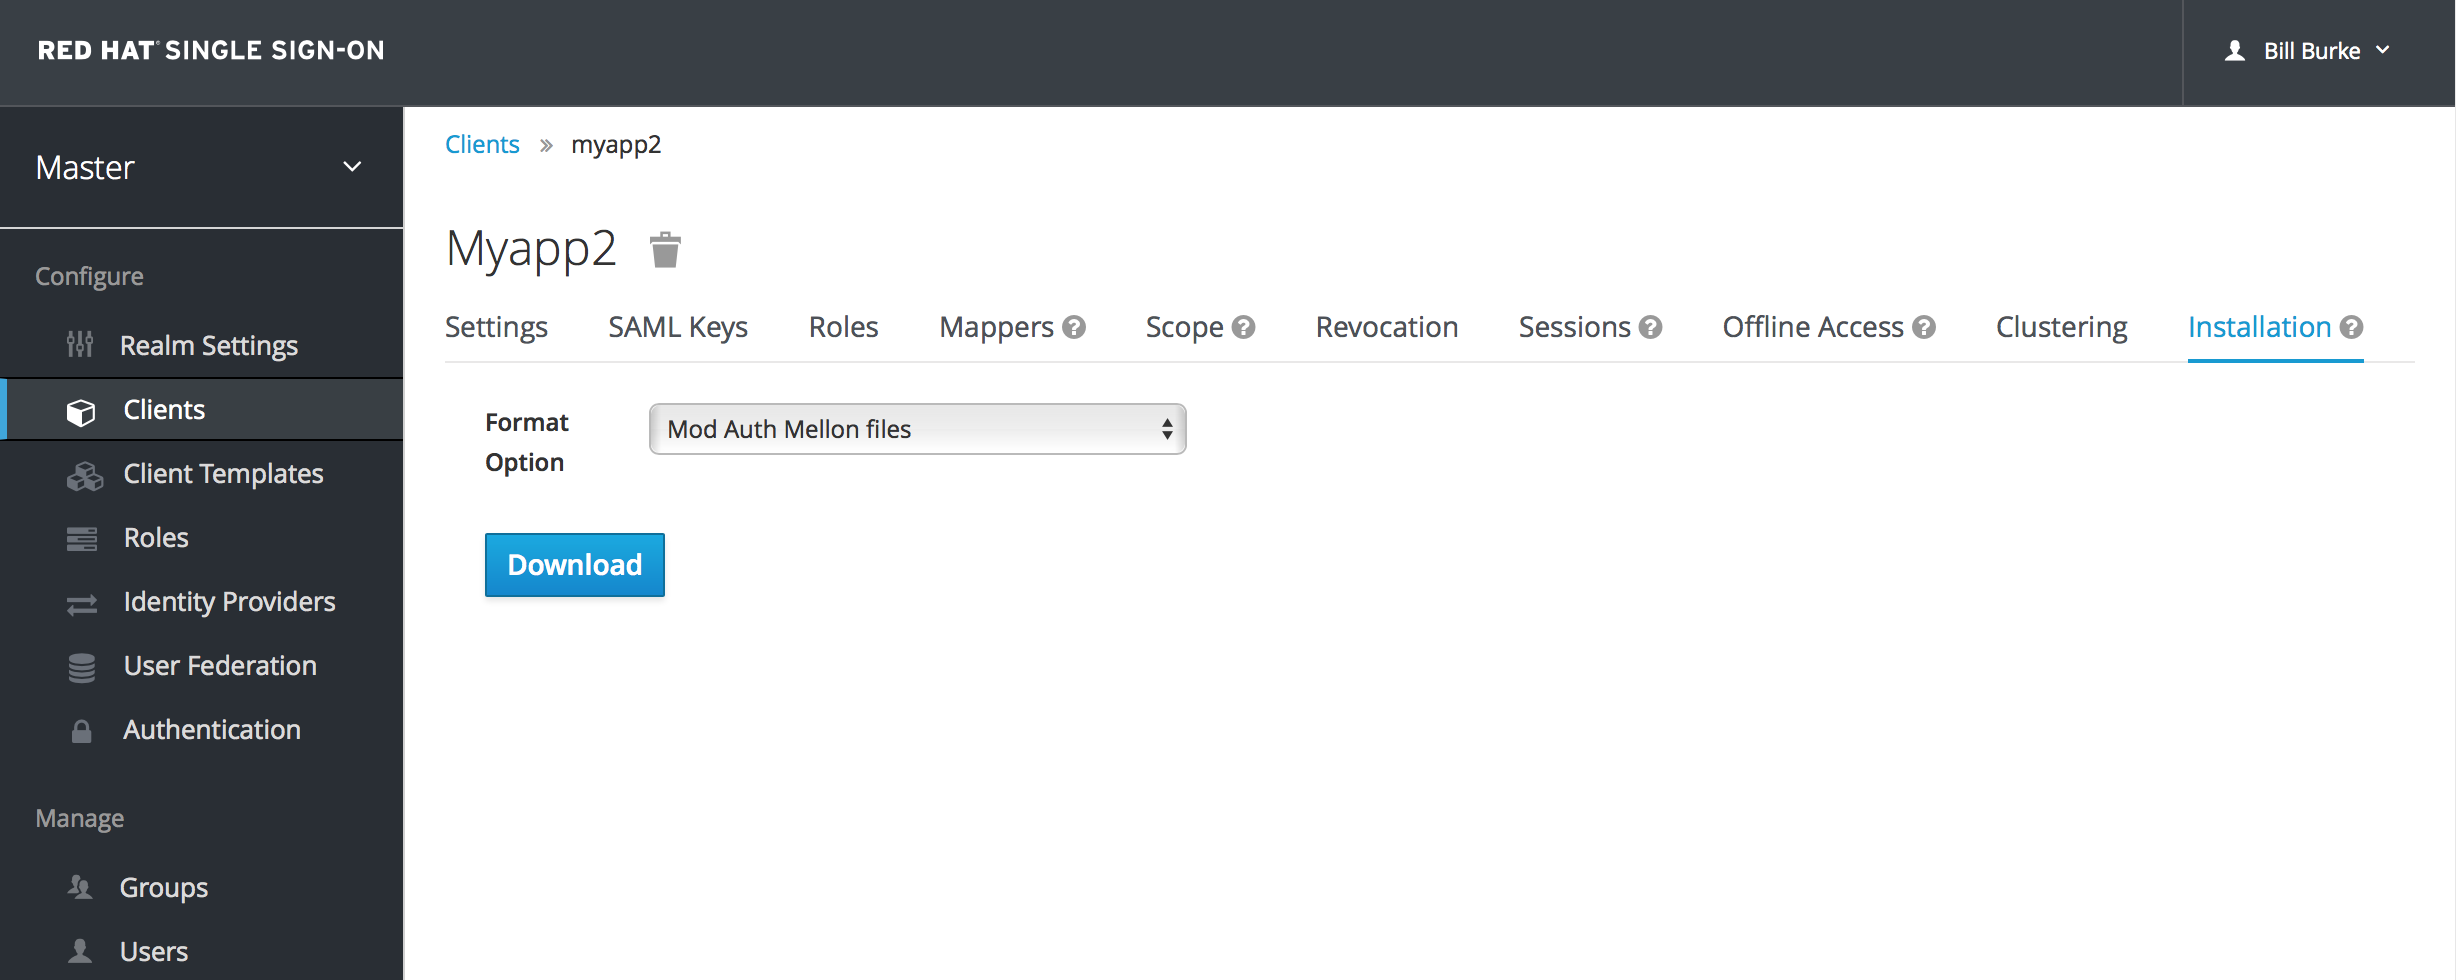 RED HAT® SINGLE SIGN-ON
Bill Burke
Master
Configure
Realm Settings
Clients
Client Templates
Roles
Identity Providers
User Federation
Authentication
Manage
Groups
Users
Clients » myapp2
Myapp2
Settings SAML Keys Roles Mappers ? Scope ? Revocation Sessions ? Offline Access ? Clustering Installation ?
Format
Option
Mod Auth Mellon files
Download